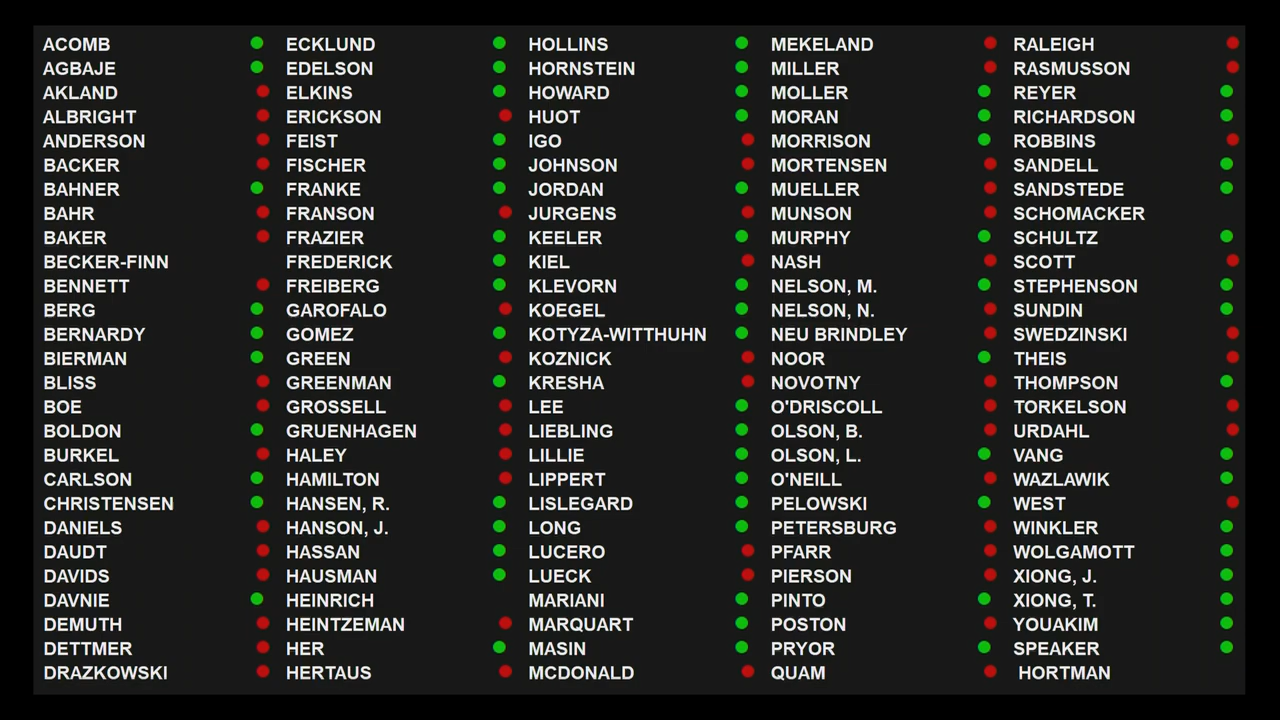 ACOMB
AGBAJE
AKLAND
ALBRIGHT
ANDERSON
BACKER
BAHNER
BAHR
BAKER
BECKER-FINN
BENNETT
BERG
BERNARDY
BIERMAN
BLISS
BOE
BOLDON
BURKEL
CARLSON
CHRISTENSEN
DANIELS
DAUDT
DAVIDS
DAVNIE
DEMUTH
DETTMER
DRAZKOWSKI
ECKLUND
EDELSON
ELKINS
ERICKSON
FEIST
FISCHER
FRANKE
FRANSON
FRAZIER
FREDERICK
FREIBERG
GAROFALO
GOMEZ
GREEN
GREENMAN
GROSSELL
GRUENHAGEN
HALEY
HAMILTON
HANSEN, R.
HANSON, J.
HASSAN
HAUSMAN
HEINRICH
HEINTZEMAN
HER
HERTAUS
HOLLINS
HORNSTEIN
HOWARD
HUOT
IGO
JOHNSON
JORDAN
JURGENS
KEELER
KIEL
KLEVORN
KOEGEL
KOTYZA-WITTHUHN
KOZNICK
KRESHA
LEE
LIEBLING
LILLIE
LIPPERT
LISLEGARD
LONG
LUCERO
LUECK
MARIANI
MARQUART
MASIN
MCDONALD
MEKELAND
MILLER
MOLLER
MORAN
MORRISON
MORTENSEN
MUELLER
MUNSON
MURPHY
NASH
NELSON, M.
NELSON, N.
NEU BRINDLEY
NOOR
NOVOTNY
O'DRISCOLL
OLSON, B.
OLSON, L.
O'NEILL
PELOWSKI
PETERSBURG
PFARR
PIERSON
PINTO
POSTON
PRYOR
QUAM
RALEIGH
RASMUSSON
REYER
RICHARDSON
ROBBINS
SANDELL
SANDSTEDE
SCHOMACKER
SCHULTZ
SCOTT
STEPHENSON
SUNDIN
SWEDZINSKI
THEIS
THOMPSON
TORKELSON
URDAHL
VANG
WAZLAWIK
WEST
WINKLER
WOLGAMOTT
XIONG, J.
XIONG, T.
YOUAKIM
SPEAKER
HORTMAN